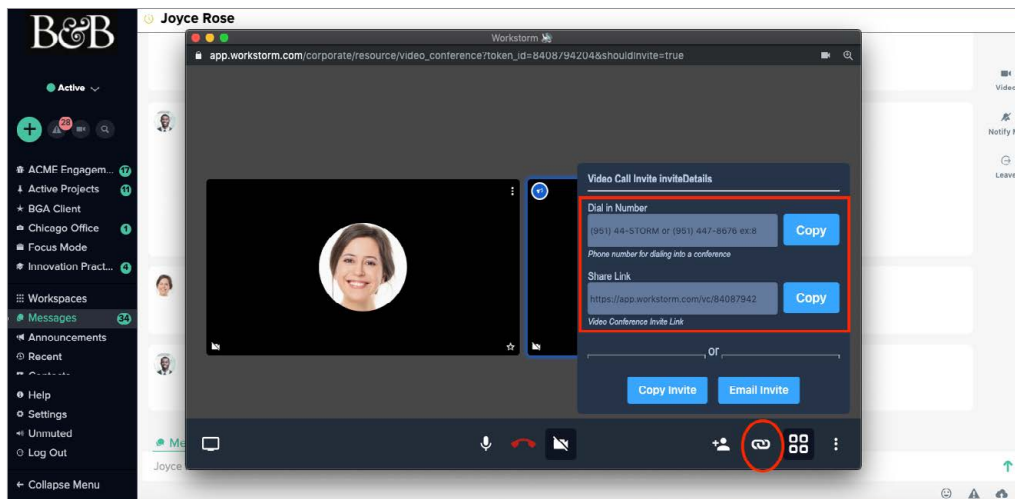 B&B
Active
28
ACME Engagem... 17
Active Projects 11
BGA Client
Chicago Office 1
Focus Mode
Innovation Pract... 4
Workspaces
Messages 34
Announcements
Recent
Help
Settings
Unmuted
Log Out
Collapse Menu
Joyce Rose
Workstorm
app.workstorm.com/corporate/resource/video_conference?token_id=8408794204&shouldInvite=true
Video Call Invite inviteDetails
Dial in Number
(951) 44-STORM or (951) 447-8676 ex:8
Copy
Phone number for dialing into a conference
Share Link
https://app.workstorm.com/vc/84087942
Copy
Video Conference Invite Link
or
Copy Invite
Email Invite
Me
Joyce
Video
Notify
Leave